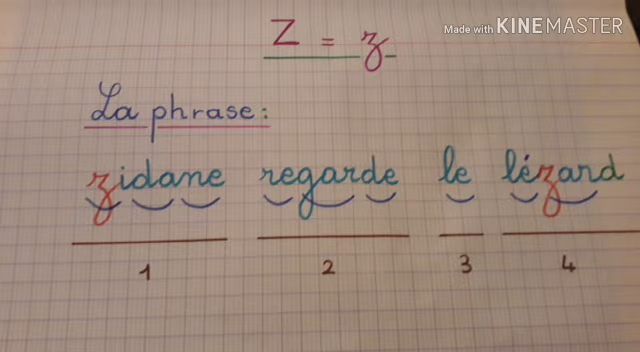 Made with KINEMASTER
Z = z
La phrase:
zidane regarde le lézard
1 2 3 4